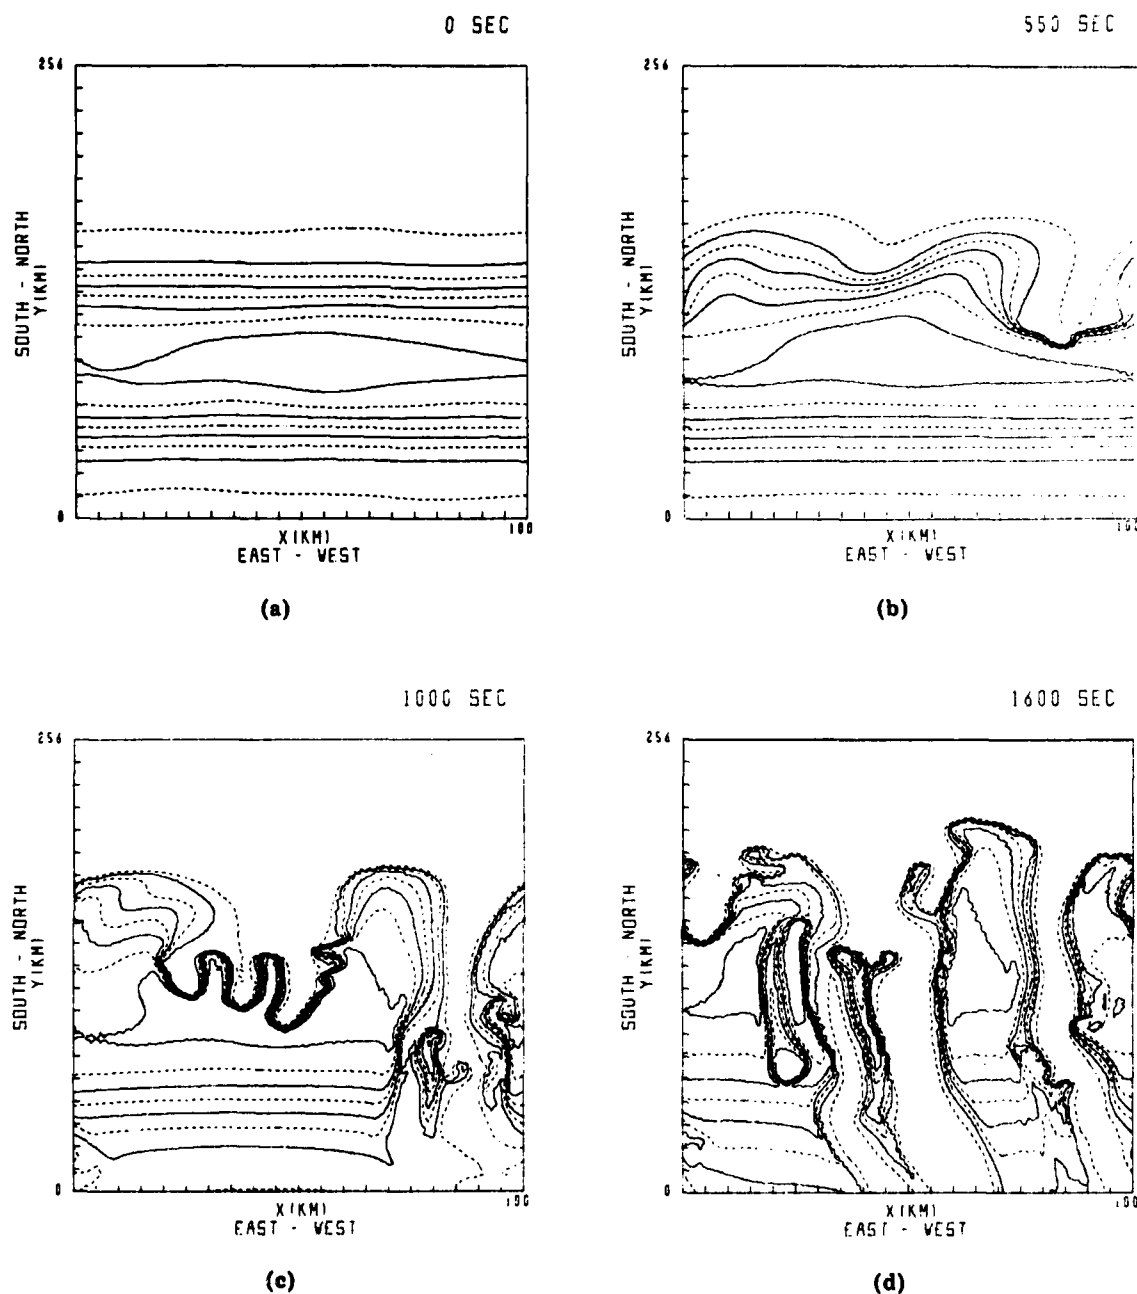 0 SEC
256
SOUTH - NORTH
Y(KM)
0
100
X(KM)
EAST - WEST
(a)
550 SEC
256
SOUTH - NORTH
Y(KM)
0
100
X(KM)
EAST - WEST
(b)
1000 SEC
256
SOUTH - NORTH
Y(KM)
0
100
X(KM)
EAST - WEST
(c)
1600 SEC
256
SOUTH - NORTH
Y(KM)
0
100
X(KM)
EAST - WEST
(d)